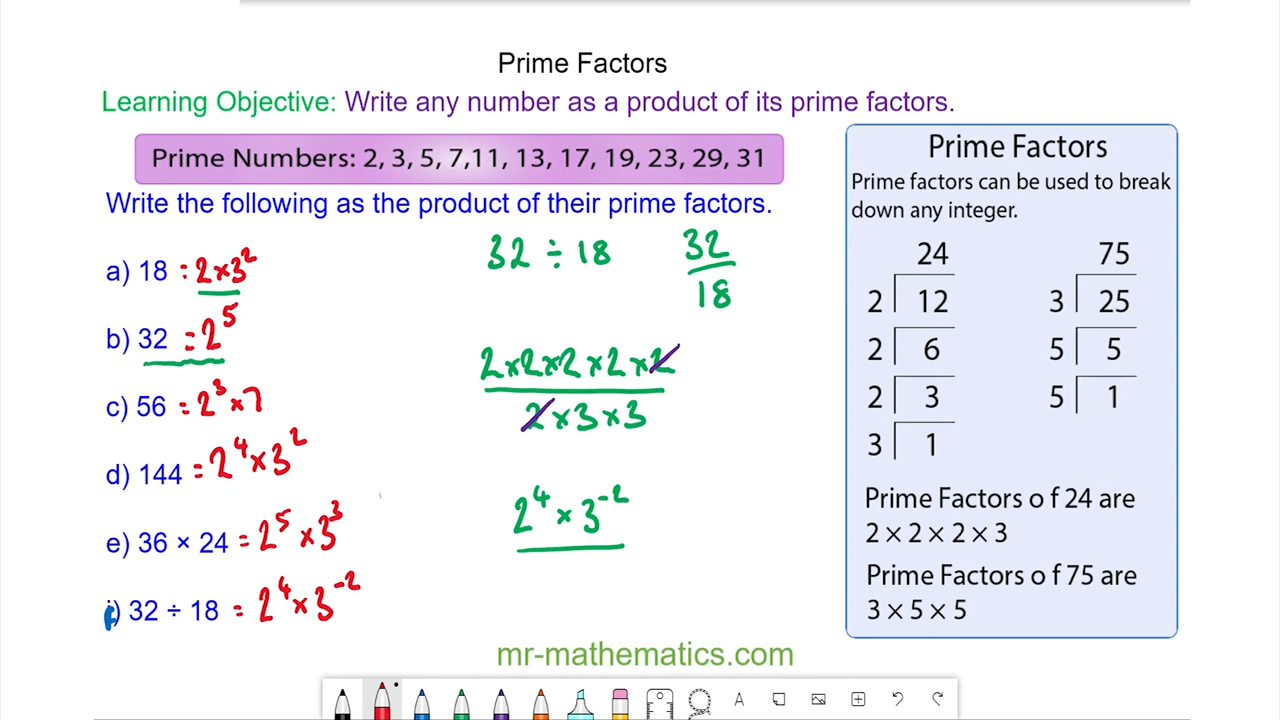 Prime Factors
Learning Objective: Write any number as a product of its prime factors.
Prime Numbers: 2, 3, 5, 7,11, 13, 17, 19, 23, 29, 31
Write the following as the product of their prime factors.
a) 18 = 2 × 3²
b) 32 = 2⁵
c) 56 = 2³ × 7
d) 144 = 2⁴ × 3²
e) 36 × 24 = 2⁵ × 3³
f) 32 ÷ 18 = 2⁴ × 3⁻²
32 ÷ 18
32
18
2 × 2 × 2 × 2 × 2
2 × 3 × 3
2⁴ × 3⁻²
Prime Factors
Prime factors can be used to break
down any integer.
24
2 12
2 6
2 3
3 1
75
3 25
5 5
5 1
Prime Factors o f 24 are
2 × 2 × 2 × 3
Prime Factors o f 75 are
3 × 5 × 5
mr-mathematics.com
A